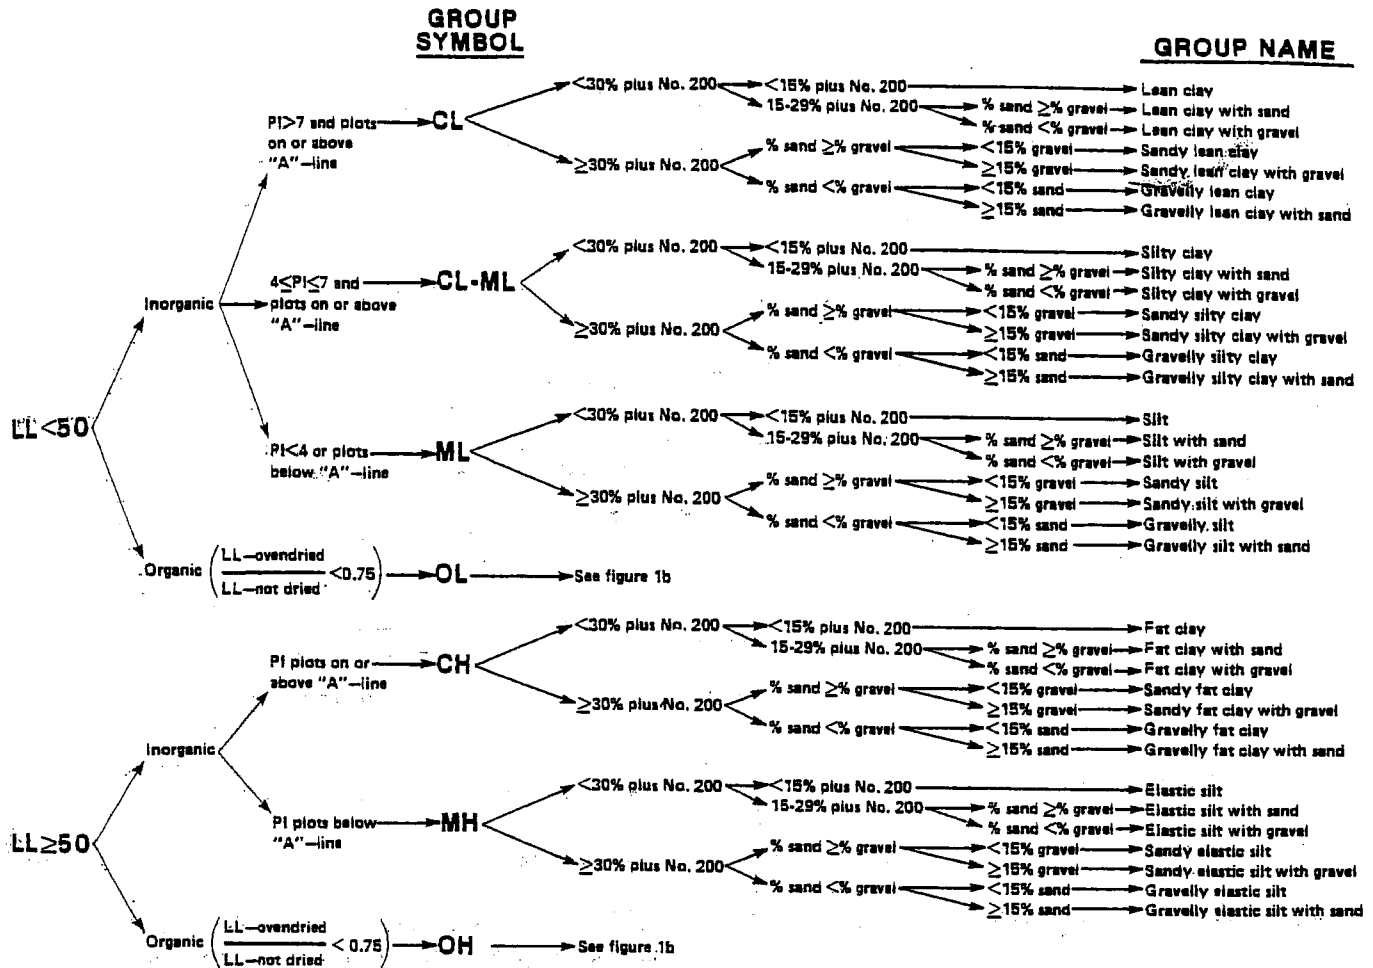 GROUP
SYMBOL
GROUP NAME
LL<50
Inorganic
PI>7 and plots
on or above
"A"—line
CL
<30% plus No. 200
<15% plus No. 200
Lean clay
15-29% plus No. 200
% sand ≥% gravel
Lean clay with sand
% sand <% gravel
Lean clay with gravel
≥30% plus No. 200
% sand ≥% gravel
<15% gravel
Sandy lean clay
≥15% gravel
Sandy lean clay with gravel
% sand <% gravel
<15% sand
Gravelly lean clay
≥15% sand
Gravelly lean clay with sand
4≤PI≤7 and
plots on or above
"A"—line
CL-ML
<30% plus No. 200
<15% plus No. 200
Silty clay
15-29% plus No. 200
% sand ≥% gravel
Silty clay with sand
% sand <% gravel
Silty clay with gravel
≥30% plus No. 200
% sand ≥% gravel
<15% gravel
Sandy silty clay
≥15% gravel
Sandy silty clay with gravel
% sand <% gravel
<15% sand
Gravelly silty clay
≥15% sand
Gravelly silty clay with sand
PI<4 or plots
below "A"—line
ML
<30% plus No. 200
<15% plus No. 200
Silt
15-29% plus No. 200
% sand ≥% gravel
Silt with sand
% sand <% gravel
Silt with gravel
≥30% plus No. 200
% sand ≥% gravel
<15% gravel
Sandy silt
≥15% gravel
Sandy silt with gravel
% sand <% gravel
<15% sand
Gravelly silt
≥15% sand
Gravelly silt with sand
Organic
LL—ovendried
LL—not dried
<0.75
OL
See figure 1b
LL≥50
Inorganic
PI plots on or
above "A"—line
CH
<30% plus No. 200
<15% plus No. 200
Fat clay
15-29% plus No. 200
% sand ≥% gravel
Fat clay with sand
% sand <% gravel
Fat clay with gravel
≥30% plus No. 200
% sand ≥% gravel
<15% gravel
Sandy fat clay
≥15% gravel
Sandy fat clay with gravel
% sand <% gravel
<15% sand
Gravelly fat clay
≥15% sand
Gravelly fat clay with sand
PI plots below
"A"—line
MH
<30% plus No. 200
<15% plus No. 200
Elastic silt
15-29% plus No. 200
% sand ≥% gravel
Elastic silt with sand
% sand <% gravel
Elastic silt with gravel
≥30% plus No. 200
% sand ≥% gravel
<15% gravel
Sandy elastic silt
≥15% gravel
Sandy elastic silt with gravel
% sand <% gravel
<15% sand
Gravelly elastic silt
≥15% sand
Gravelly elastic silt with sand
Organic
LL—ovendried
LL—not dried
< 0.75
OH
See figure 1b